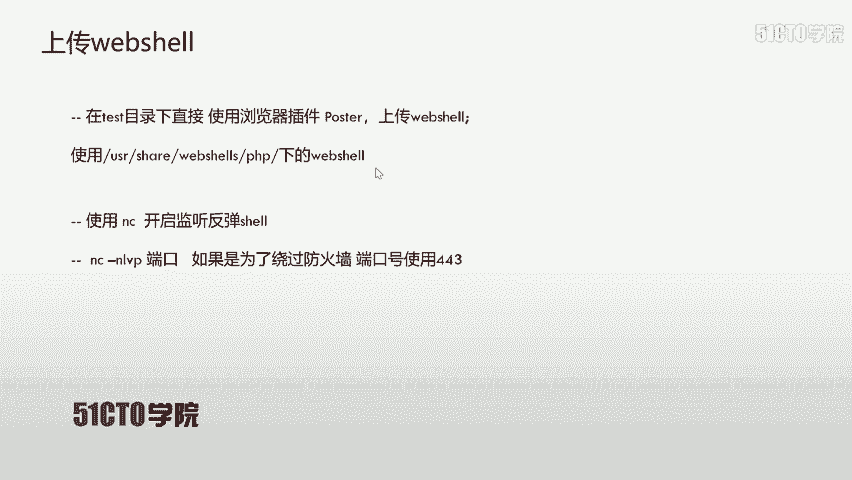 上传webshell
51CTO学院
-- 在test目录下直接 使用浏览器插件 Poster，上传webshell;
使用/usr/share/webshells/php/下的webshell
-- 使用 nc 开启监听反弹shell
-- nc –nlvp 端口 如果是为了绕过防火墙 端口号使用443
51CTO学院